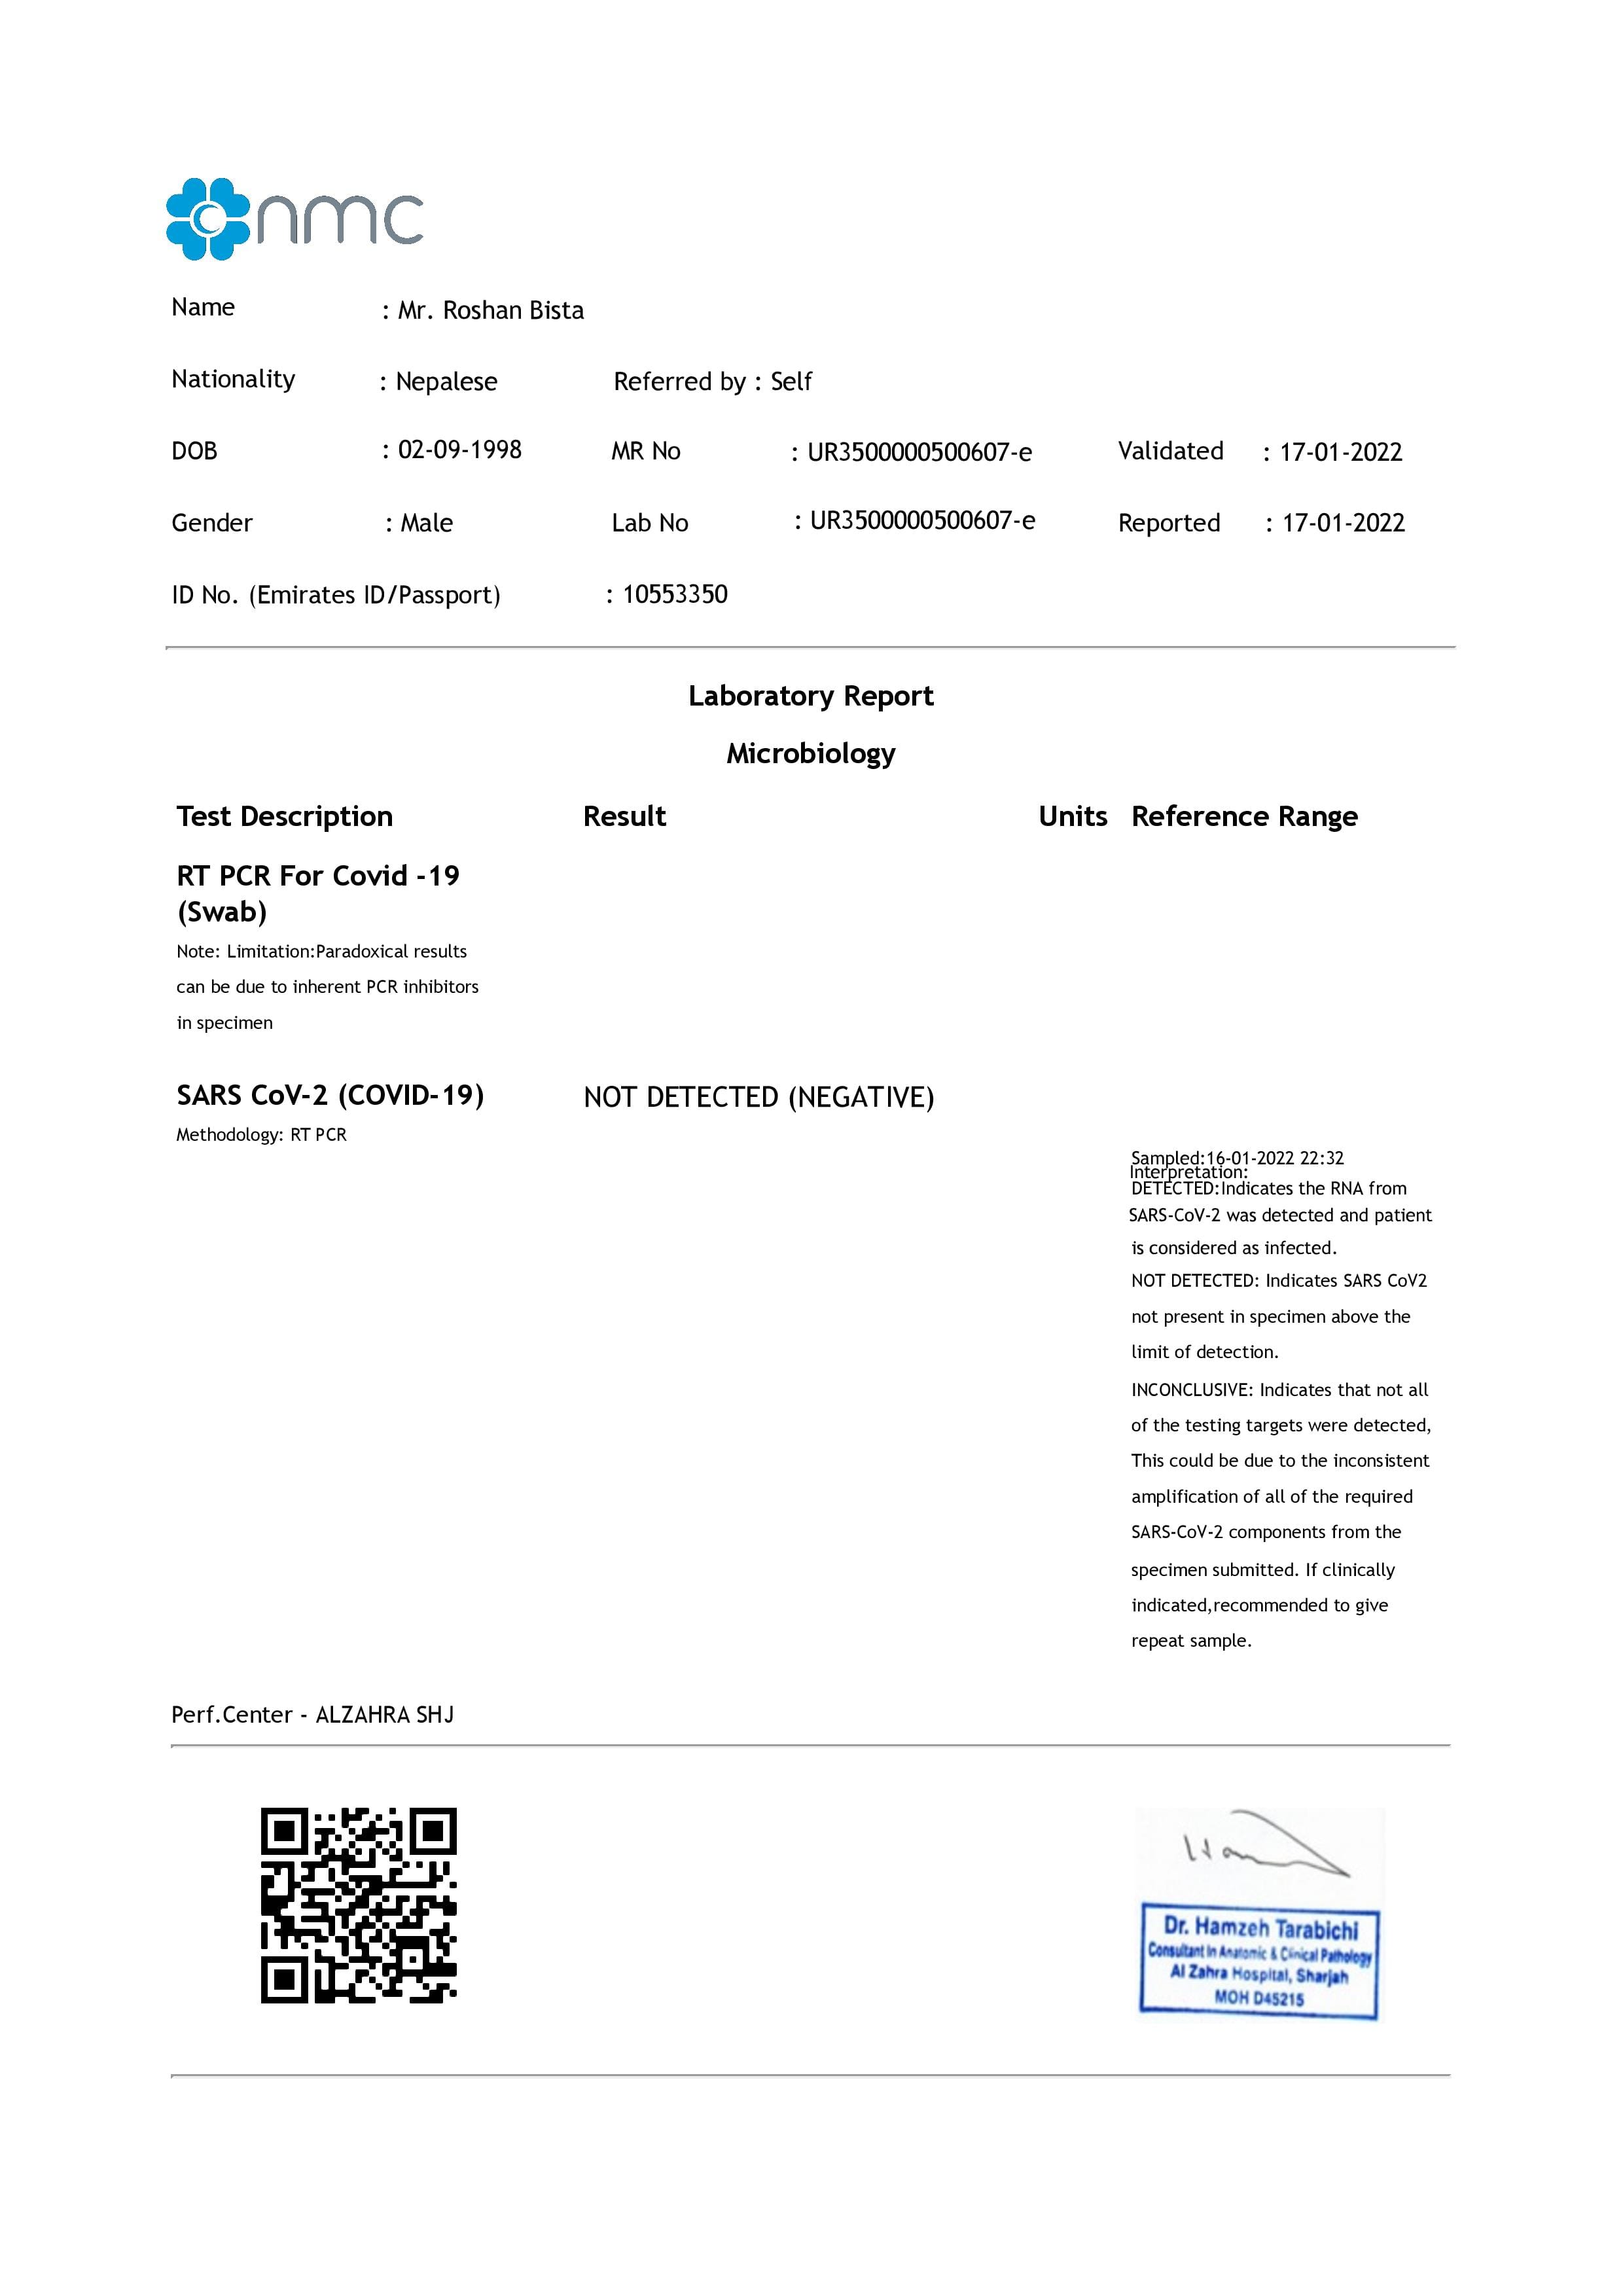 nmc
Name : Mr. Roshan Bista
Nationality : Nepalese Referred by : Self
DOB : 02-09-1998 MR No : UR3500000500607-e Validated : 17-01-2022
Gender : Male Lab No : UR3500000500607-e Reported : 17-01-2022
ID No. (Emirates ID/Passport) : 10553350
Laboratory Report
Microbiology
Test Description Result Units Reference Range
RT PCR For Covid -19
(Swab)
Note: Limitation:Paradoxical results
can be due to inherent PCR inhibitors
in specimen
SARS CoV-2 (COVID-19) NOT DETECTED (NEGATIVE)
Methodology: RT PCR
Sampled:16-01-2022 22:32
Interpretation:
DETECTED:Indicates the RNA from
SARS-CoV-2 was detected and patient
is considered as infected.
NOT DETECTED: Indicates SARS CoV2
not present in specimen above the
limit of detection.
INCONCLUSIVE: Indicates that not all
of the testing targets were detected,
This could be due to the inconsistent
amplification of all of the required
SARS-CoV-2 components from the
specimen submitted. If clinically
indicated,recommended to give
repeat sample.
Perf.Center - ALZAHRA SHJ
Dr. Hamzeh Tarabichi
Consultant In Anatomic & Clinical Pathology
Al Zahra Hospital, Sharjah
MOH D45215